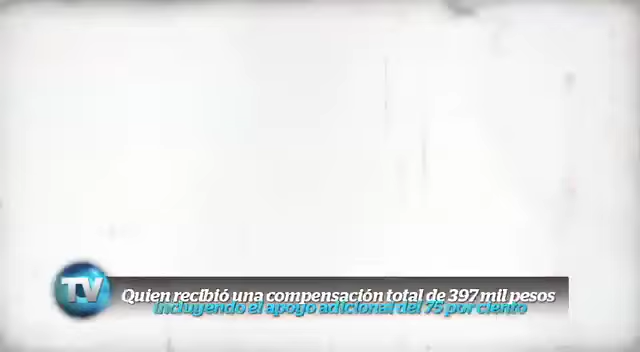 TV
Quien recibió una compensación total de 397 mil pesos
incluyendo el apoyo adicional del 75 por ciento